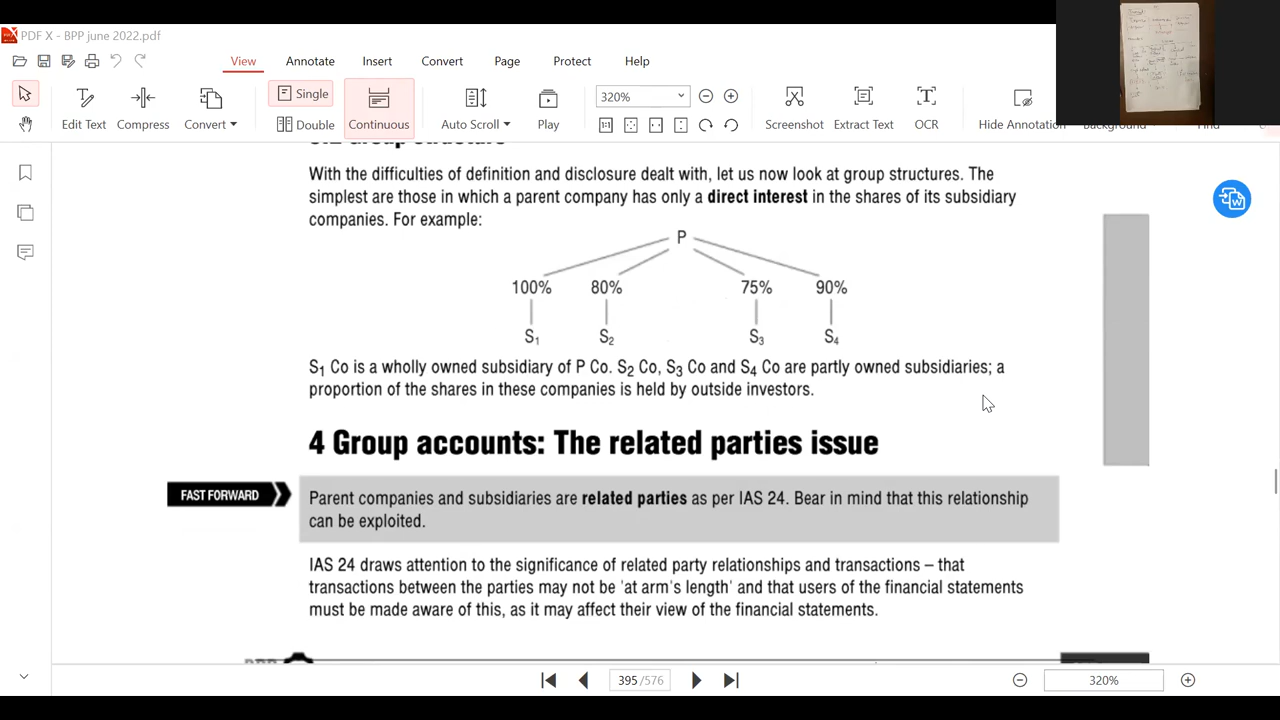 PDF X - BPP june 2022.pdf
View Annotate Insert Convert Page Protect Help
Single
Double
320%
Edit Text Compress Convert Continuous Auto Scroll Play Screenshot Extract Text OCR Hide Annotation
With the difficulties of definition and disclosure dealt with, let us now look at group structures. The
simplest are those in which a parent company has only a direct interest in the shares of its subsidiary
companies. For example:
P
100% 80% 75% 90%
S1 S2 S3 S4
S1 Co is a wholly owned subsidiary of P Co. S2 Co, S3 Co and S4 Co are partly owned subsidiaries; a
proportion of the shares in these companies is held by outside investors.
4 Group accounts: The related parties issue
FAST FORWARD
Parent companies and subsidiaries are related parties as per IAS 24. Bear in mind that this relationship
can be exploited.
IAS 24 draws attention to the significance of related party relationships and transactions – that
transactions between the parties may not be 'at arm's length' and that users of the financial statements
must be made aware of this, as it may affect their view of the financial statements.
395 /576
320%